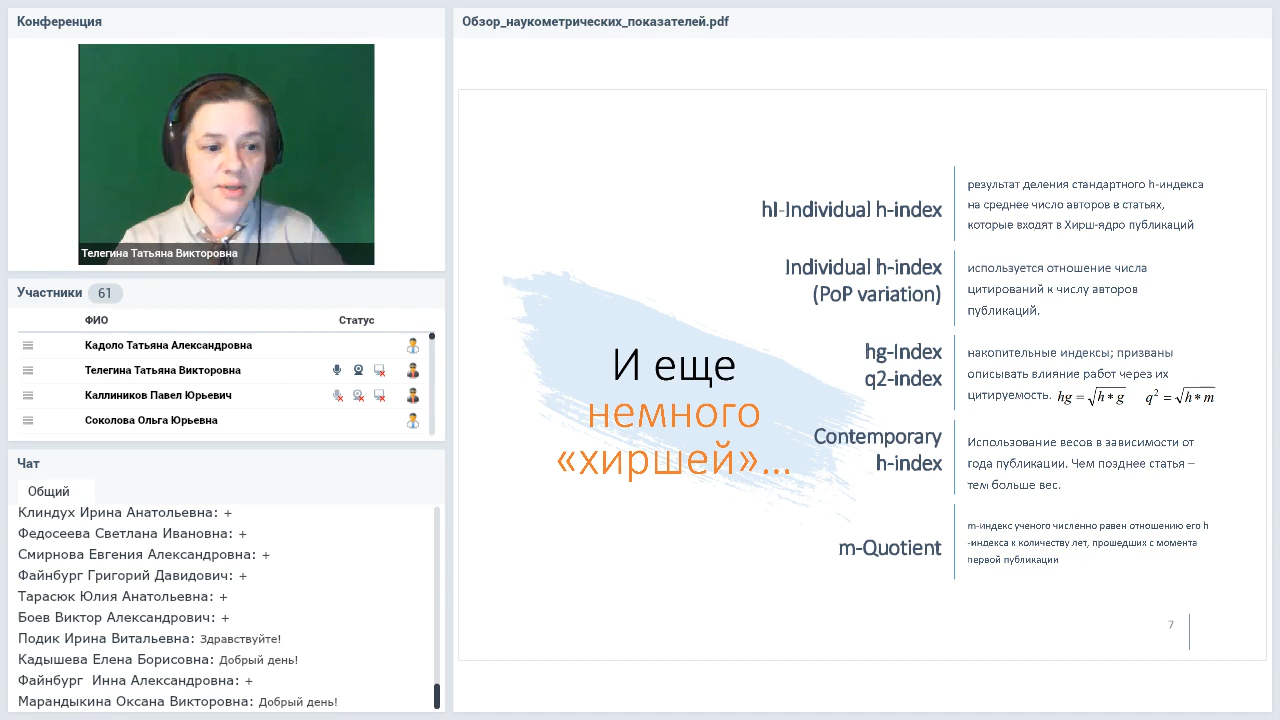 Конференция
Телегина Татьяна Викторовна
Участники 61
ФИО Статус
Кадоло Татьяна Александровна
Телегина Татьяна Викторовна
Каллиников Павел Юрьевич
Соколова Ольга Юрьевна
Чат
Общий
Клиндух Ирина Анатольевна: +
Федосеева Светлана Ивановна: +
Смирнова Евгения Александровна: +
Файнбург Григорий Давидович: +
Тарасюк Юлия Анатольевна: +
Боев Виктор Александрович: +
Подик Ирина Витальевна: Здравствуйте!
Кадышева Елена Борисовна: Добрый день!
Файнбург Инна Александровна: +
Марандыкина Оксана Викторовна: Добрый день!
Обзор_наукометрических_показателей.pdf
И еще
немного
«хиршей»...
hI-Individual h-index
результат деления стандартного h-индекса
на среднее число авторов в статьях,
которые входят в Хирш-ядро публикаций
Individual h-index
(PoP variation)
используется отношение числа
цитирований к числу авторов
публикаций.
hg-Index
q2-index
накопительные индексы; призваны
описывать влияние работ через их
цитируемость. hg = √h * g q² = √h * m
Contemporary
h-index
Использование весов в зависимости от
года публикации. Чем позднее статья –
тем больше вес.
m-Quotient
m-индекс ученого численно равен отношению его h
-индекса к количеству лет, прошедших с момента
первой публикации
7